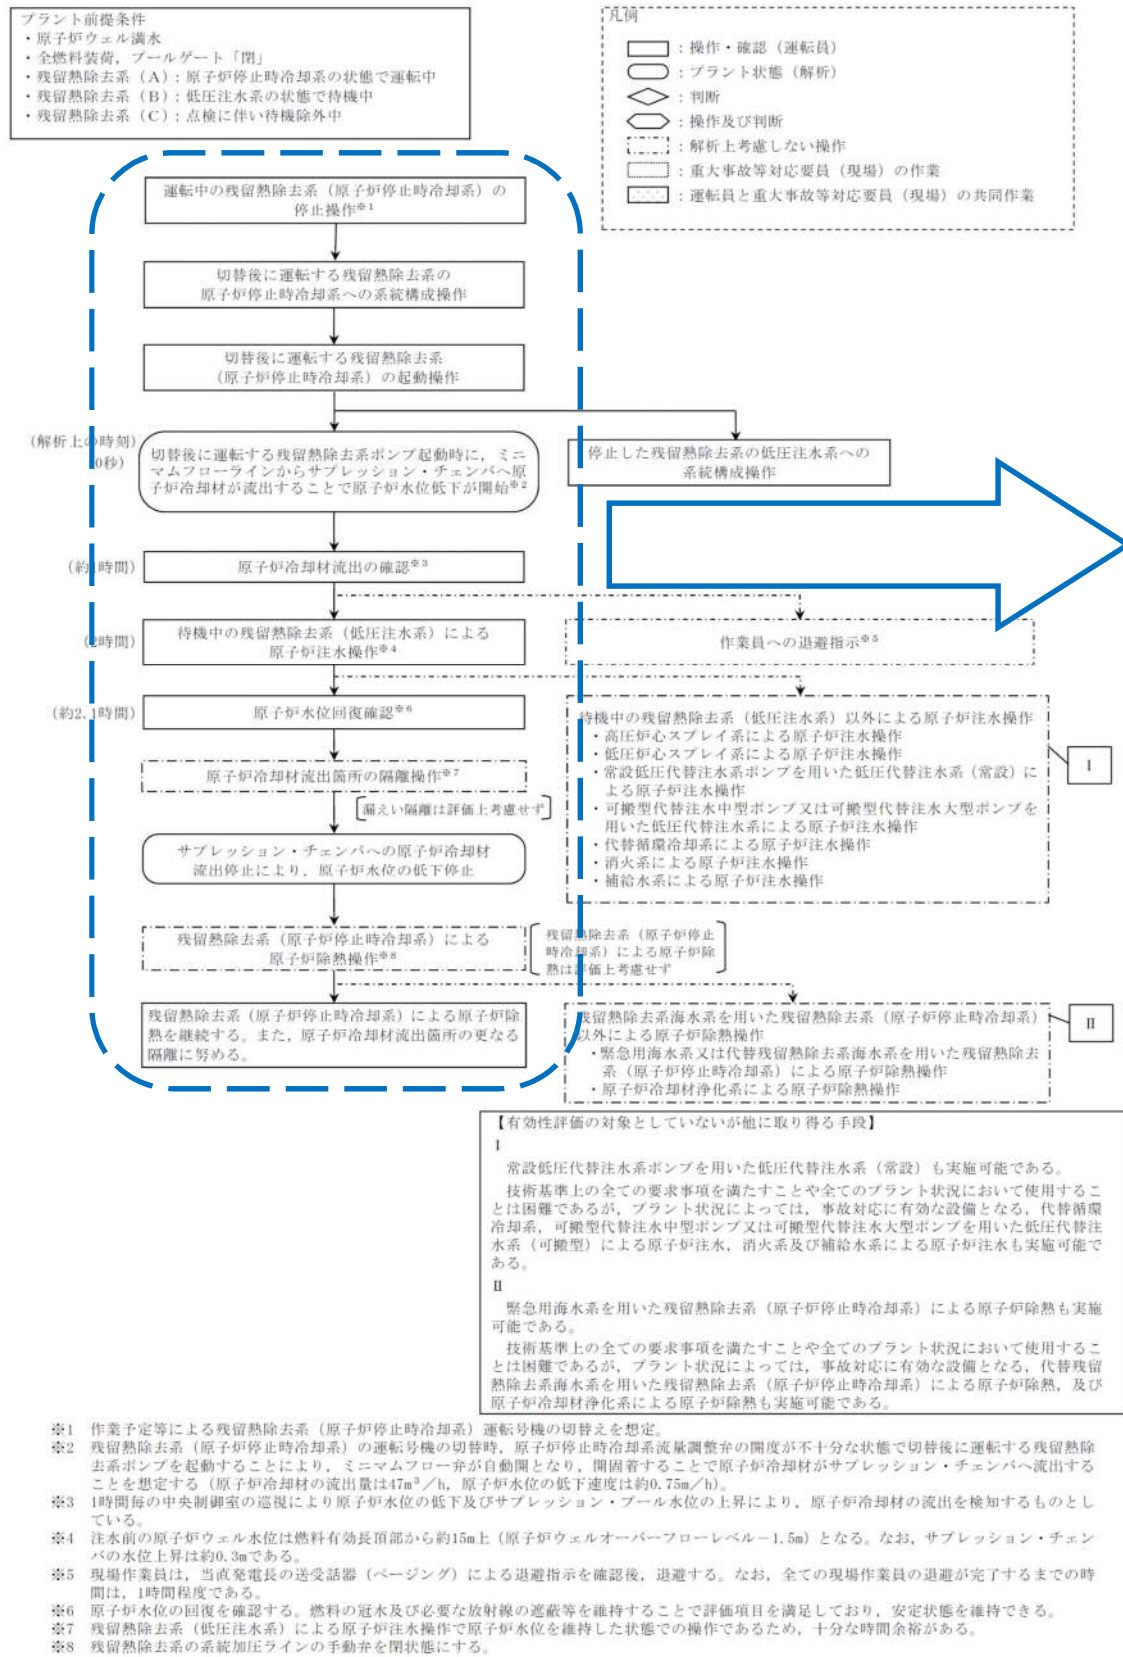 プラント前提条件
・原子炉ウェル満水
・全燃料装荷，プールゲート「閉」
・残留熱除去系（A）：原子炉停止時冷却系の状態で運転中
・残留熱除去系（B）：低圧注水系の状態で待機中
・残留熱除去系（C）：点検に伴い待機除外中
凡例
：操作・確認（運転員）
：プラント状態（解析）
：判断
：操作及び判断
：解析上考慮しない操作
：重大事故等対応要員（現場）の作業
：運転員と重大事故等対応要員（現場）の共同作業
運転中の残留熱除去系（原子炉停止時冷却系）の
停止操作※1
切替後に運転する残留熱除去系の
原子炉停止時冷却系への系統構成操作
切替後に運転する残留熱除去系
（原子炉停止時冷却系）の起動操作
（解析上の時刻）
0秒）
切替後に運転する残留熱除去系ポンプ起動時に，ミニ
マムフローラインからサプレッション・チェンバへ原
子炉冷却材が流出することで原子炉水位低下が開始※2
停止した残留熱除去系の低圧注水系への
系統構成操作
（約1時間）
原子炉冷却材流出の確認※3
（2時間）
待機中の残留熱除去系（低圧注水系）による
原子炉注水操作※4
作業員への退避指示※5
（約2.1時間）
原子炉水位回復確認※6
待機中の残留熱除去系（低圧注水系）以外による原子炉注水操作
・高圧炉心スプレイ系による原子炉注水操作
・低圧炉心スプレイ系による原子炉注水操作
・常設低圧代替注水系ポンプを用いた低圧代替注水系（常設）に
よる原子炉注水操作
・可搬型代替注水中型ポンプ又は可搬型代替注水大型ポンプを
用いた低圧代替注水系による原子炉注水操作
・代替循環冷却系による原子炉注水操作
・消火系による原子炉注水操作
・補給水系による原子炉注水操作
Ⅰ
原子炉冷却材流出箇所の隔離操作※7
漏えい隔離は評価上考慮せず
サプレッション・チェンバへの原子炉冷却材
流出停止により，原子炉水位の低下停止
残留熱除去系（原子炉停止時冷却系）による
原子炉除熱操作※8
残留熱除去系（原子炉停止
時冷却系）による原子炉除
熱は評価上考慮せず
残留熱除去系（原子炉停止時冷却系）による原子炉除
熱を継続する。また，原子炉冷却材流出箇所の更なる
隔離に努める。
残留熱除去系海水系を用いた残留熱除去系（原子炉停止時冷却系）
以外による原子炉除熱操作
・緊急用海水系又は代替残留熱除去系海水系を用いた残留熱除去
系（原子炉停止時冷却系）による原子炉除熱操作
・原子炉冷却材浄化系による原子炉除熱操作
Ⅱ
【有効性評価の対象としていないが他に取り得る手段】
Ⅰ
常設低圧代替注水系ポンプを用いた低圧代替注水系（常設）も実施可能である。
技術基準上の全ての要求事項を満たすことや全てのプラント状況において使用するこ
とは困難であるが，プラント状況によっては，事故対応に有効な設備となる，代替循環
冷却系，可搬型代替注水中型ポンプ又は可搬型代替注水大型ポンプを用いた低圧代替注
水系（可搬型）による原子炉注水，消火系及び補給水系による原子炉注水も実施可能で
ある。
Ⅱ
緊急用海水系を用いた残留熱除去系（原子炉停止時冷却系）による原子炉除熱も実施
可能である。
技術基準上の全ての要求事項を満たすことや全てのプラント状況において使用するこ
とは困難であるが，プラント状況によっては，事故対応に有効な設備となる，代替残留
熱除去系海水系を用いた残留熱除去系（原子炉停止時冷却系）による原子炉除熱，及び
原子炉冷却材浄化系による原子炉除熱も実施可能である。
※1 作業予定等による残留熱除去系（原子炉停止時冷却系）運転号機の切替えを想定。
※2 残留熱除去系（原子炉停止時冷却系）の運転号機の切替時，原子炉停止時冷却系流量調整弁の開度が不十分な状態で切替後に運転する残留熱除
去系ポンプを起動することにより，ミニマムフロー弁が自動開となり，開固着することで原子炉冷却材がサプレッション・チェンバへ流出する
ことを想定する（原子炉冷却材の流出量は47m³／h，原子炉水位の低下速度は約0.75m／h）。
※3 1時間毎の中央制御室の巡視により原子炉水位の低下及びサプレッション・プール水位の上昇により，原子炉冷却材の流出を検知するものとし
ている。
※4 注水前の原子炉ウェル水位は燃料有効長頂部から約15m上（原子炉ウェルオーバーフローレベル－1.5m）となる。なお，サプレッション・チェン
バの水位上昇は約0.3mである。
※5 現場作業員は，当直発電長の送受話器（ページング）による退避指示を確認後，退避する。なお，全ての現場作業員の退避が完了するまでの時
間は，1時間程度である。
※6 原子炉水位の回復を確認する。燃料の冠水及び必要な放射線の遮蔽等を維持することで評価項目を満足しており，安定状態を維持できる。
※7 残留熱除去系（低圧注水系）による原子炉注水操作で原子炉水位を維持した状態での操作であるため，十分な時間余裕がある。
※8 残留熱除去系の系統加圧ラインの手動弁を閉状態にする。